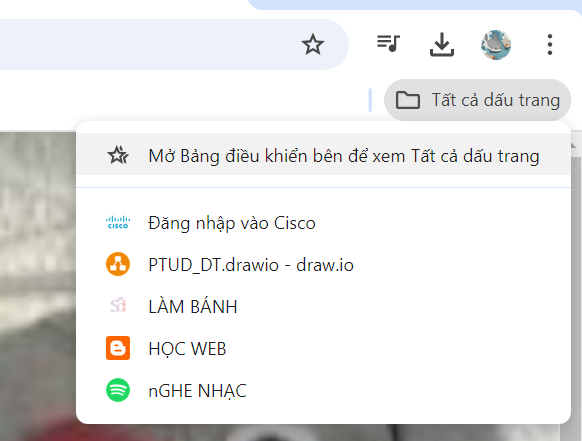 Tất cả dấu trang
Mở Bảng điều khiển bên để xem Tất cả dấu trang
CISCO
Đăng nhập vào Cisco
PTUD_DT.drawio - draw.io
LÀM BÁNH
HỌC WEB
nGHE NHẠC